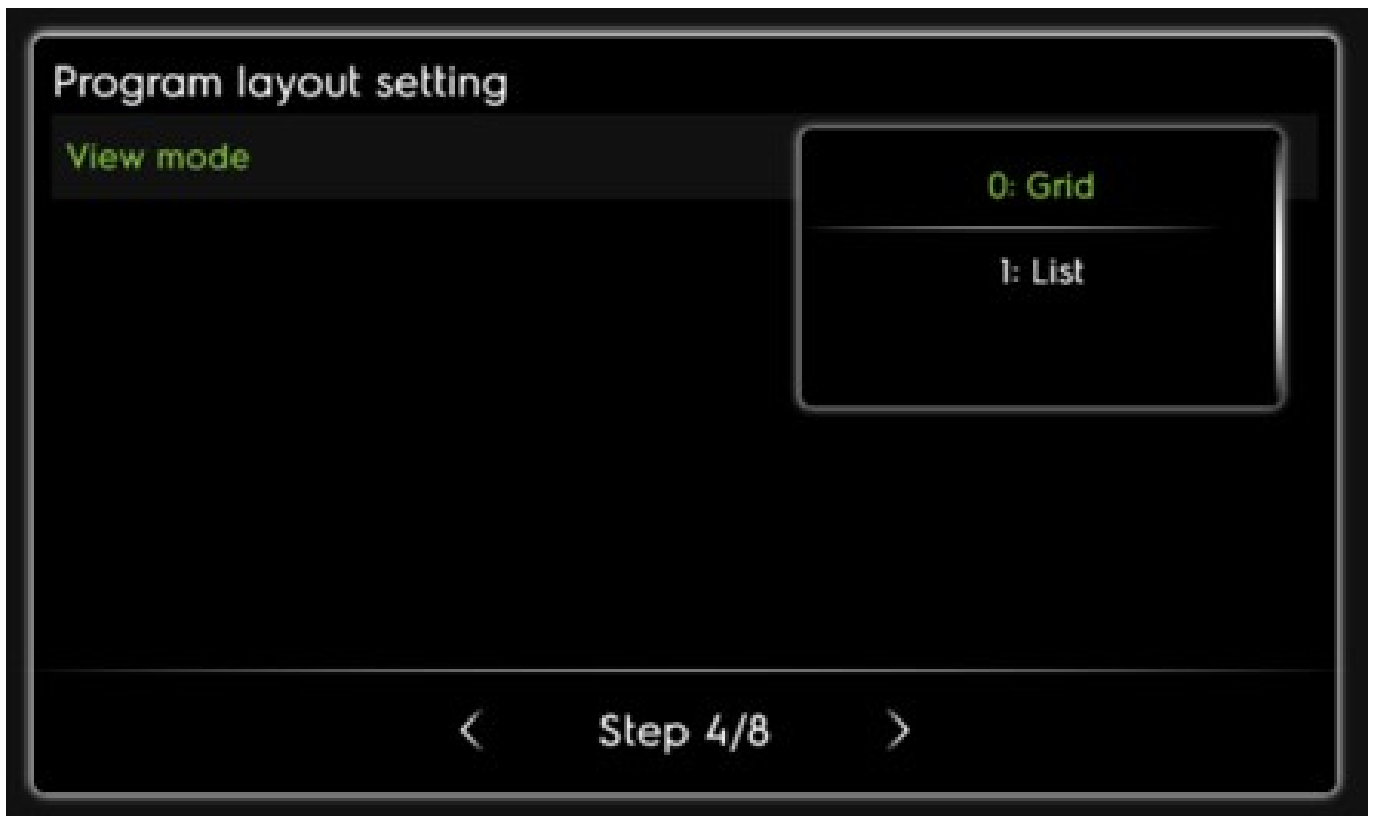 Program layout setting
View mode
0: Grid
1: List
< Step 4/8 >